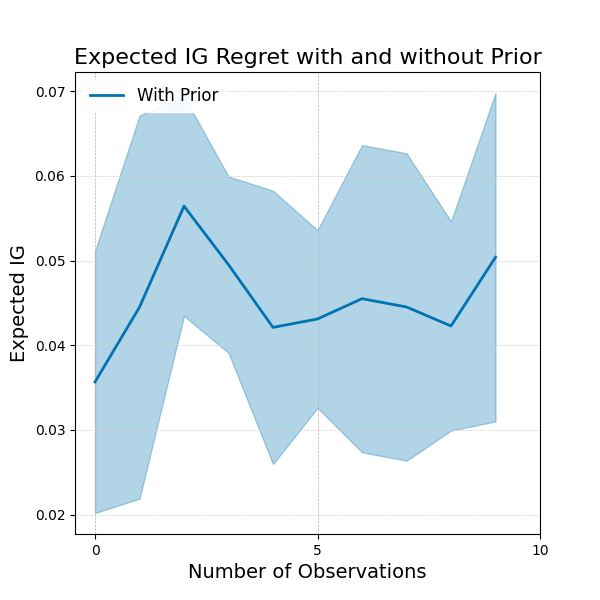 Expected IG Regret with and without Prior
With Prior
Expected IG
0.07
0.06
0.05
0.04
0.03
0.02
0
5
10
Number of Observations